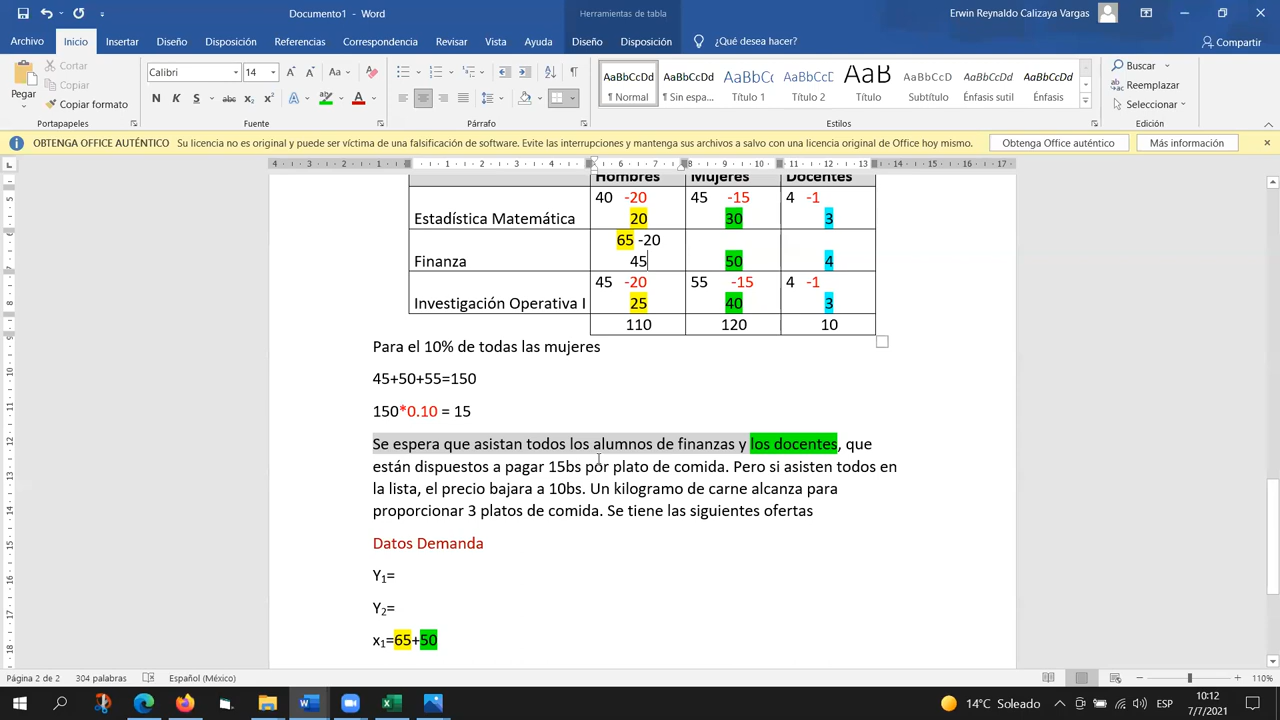 Documento1 - Word
Herramientas de tabla
Erwin Reynaldo Calizaya Vargas
Archivo Inicio Insertar Diseño Disposición Referencias Correspondencia Revisar Vista Ayuda Diseño Disposición ¿Qué desea hacer? Compartir
Pegar
Cortar
Copiar
Copiar formato
Portapapeles
Calibri 14
Fuente
Párrafo
AaBbCcDd AaBbCcDd AaBbCc AaBbCcD AaB AaBbCcD AaBbCcDd AaBbCcDd
¶ Normal ¶ Sin espa... Título 1 Título 2 Título Subtítulo Énfasis sutil Énfasis
Estilos
Buscar
Reemplazar
Seleccionar
Edición
OBTENGA OFFICE AUTÉNTICO Su licencia no es original y puede ser víctima de una falsificación de software. Evite las interrupciones y mantenga sus archivos a salvo con una licencia original de Office hoy mismo. Obtenga Office auténtico Más información
Hombres Mujeres Docentes
40 -20 45 -15 4 -1
Estadística Matemática 20 30 3
65 -20
Finanza 45 50 4
45 -20 55 -15 4 -1
Investigación Operativa I 25 40 3
110 120 10
Para el 10% de todas las mujeres
45+50+55=150
150*0.10 = 15
Se espera que asistan todos los alumnos de finanzas y los docentes, que
están dispuestos a pagar 15bs por plato de comida. Pero si asisten todos en
la lista, el precio bajara a 10bs. Un kilogramo de carne alcanza para
proporcionar 3 platos de comida. Se tiene las siguientes ofertas
Datos Demanda
Y1=
Y2=
x1=65+50
Página 2 de 2 304 palabras Español (México) 110%
14°C Soleado ESP 10:12
7/7/2021